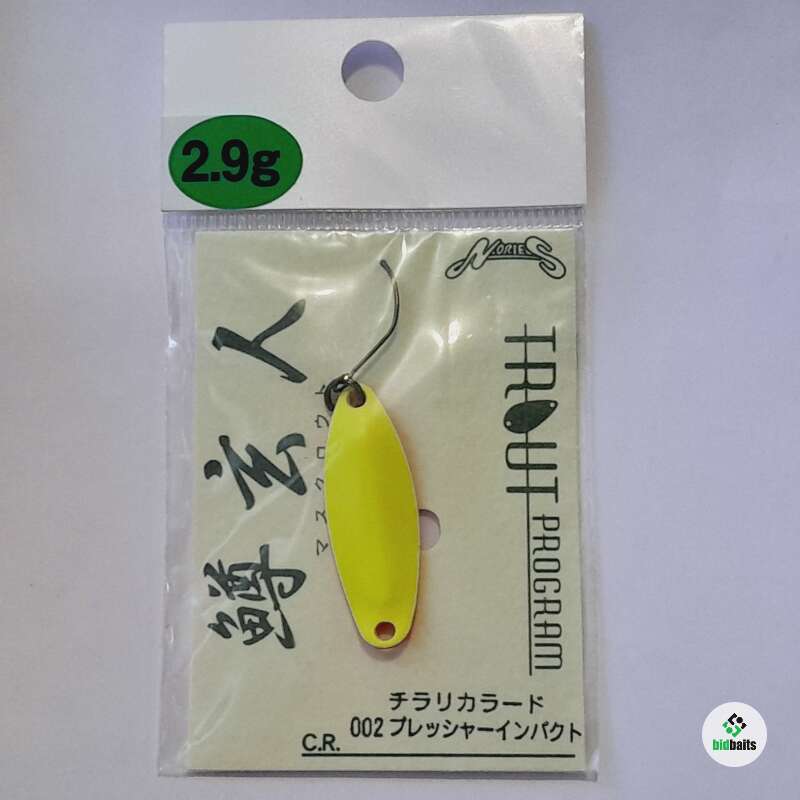 2.9g
NORIES
TROUT
PROGRAM
鱒玄人
マスクロウト
チラリカラード
C.R. 002 プレッシャーインパクト
bidbaits